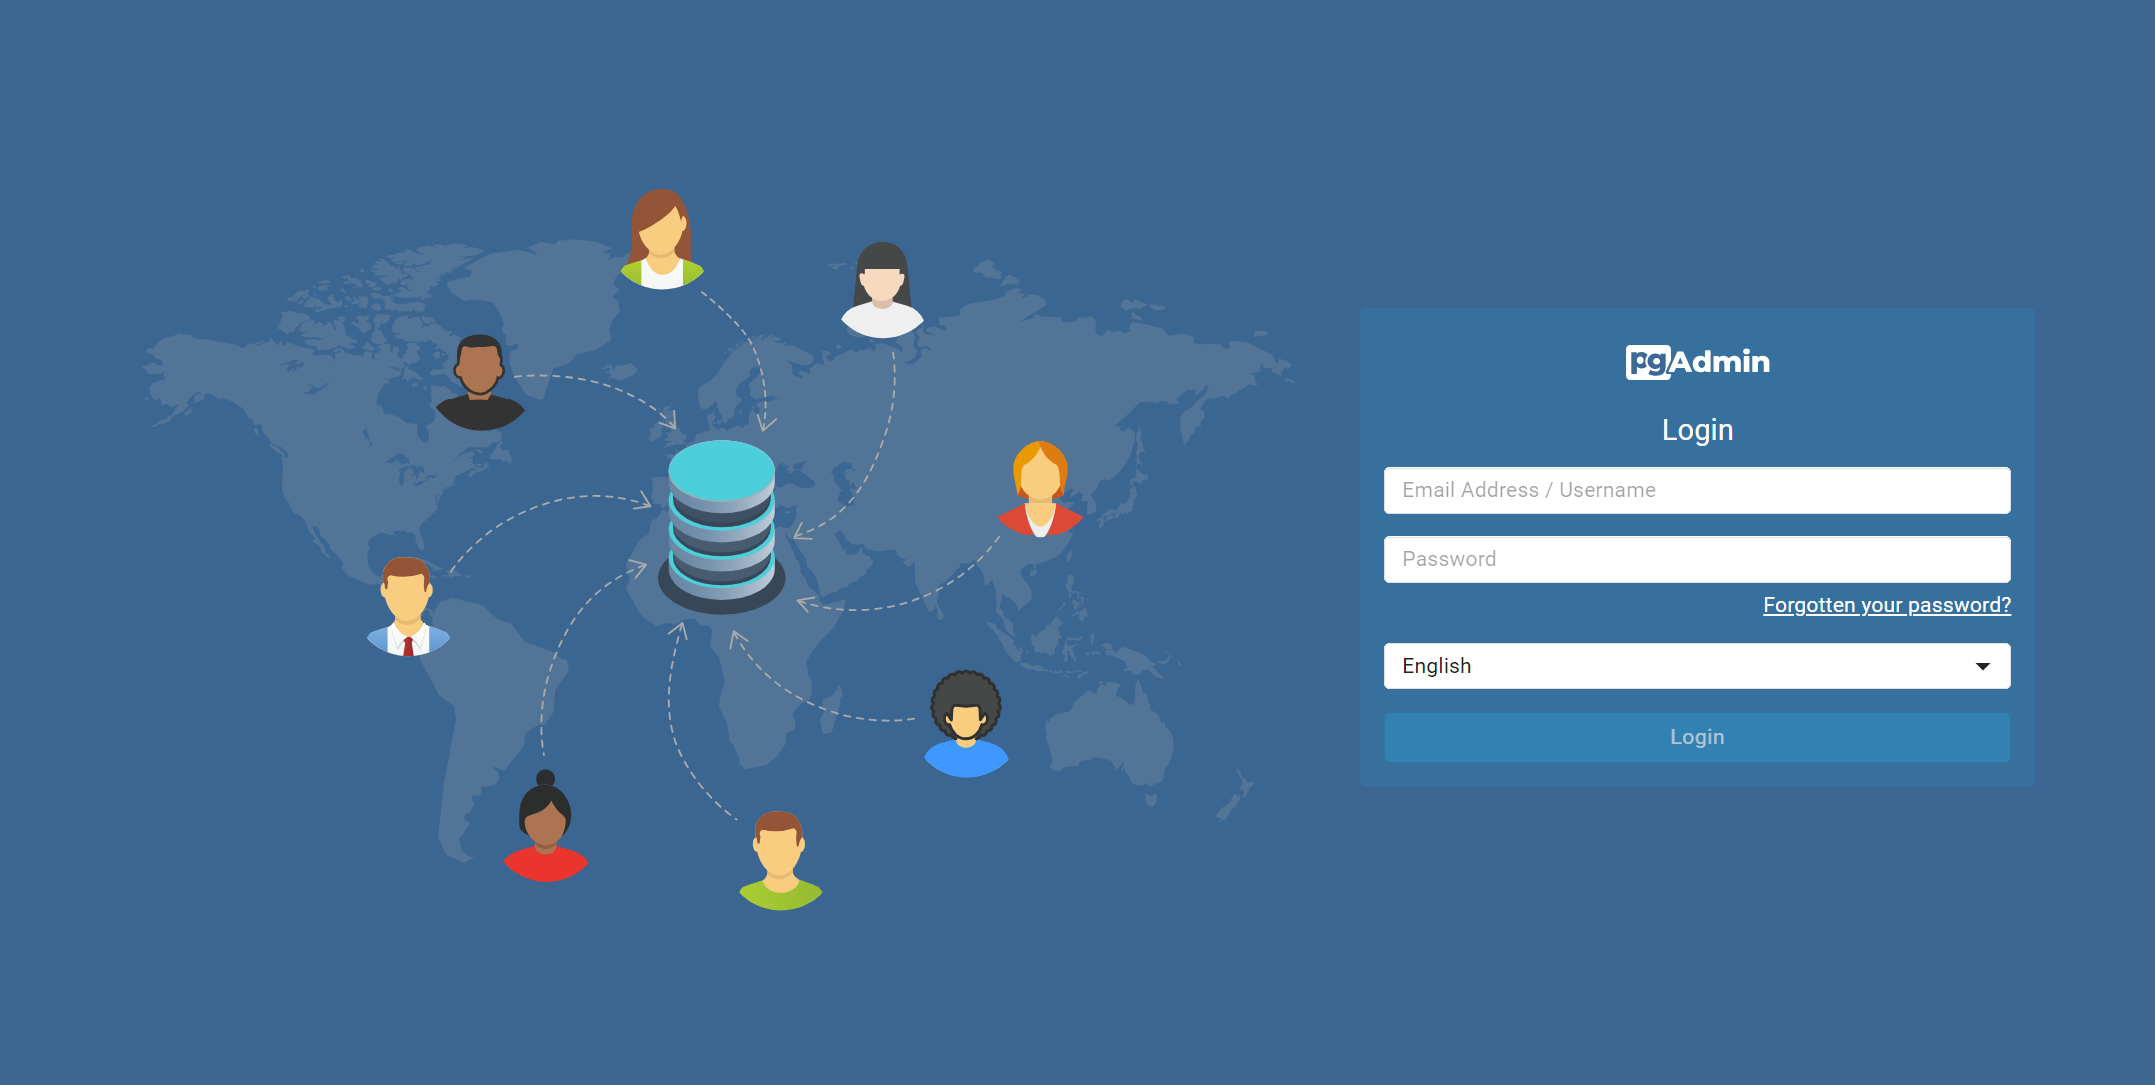 pgAdmin
Login
Email Address / Username
Password
Forgotten your password?
English
Login